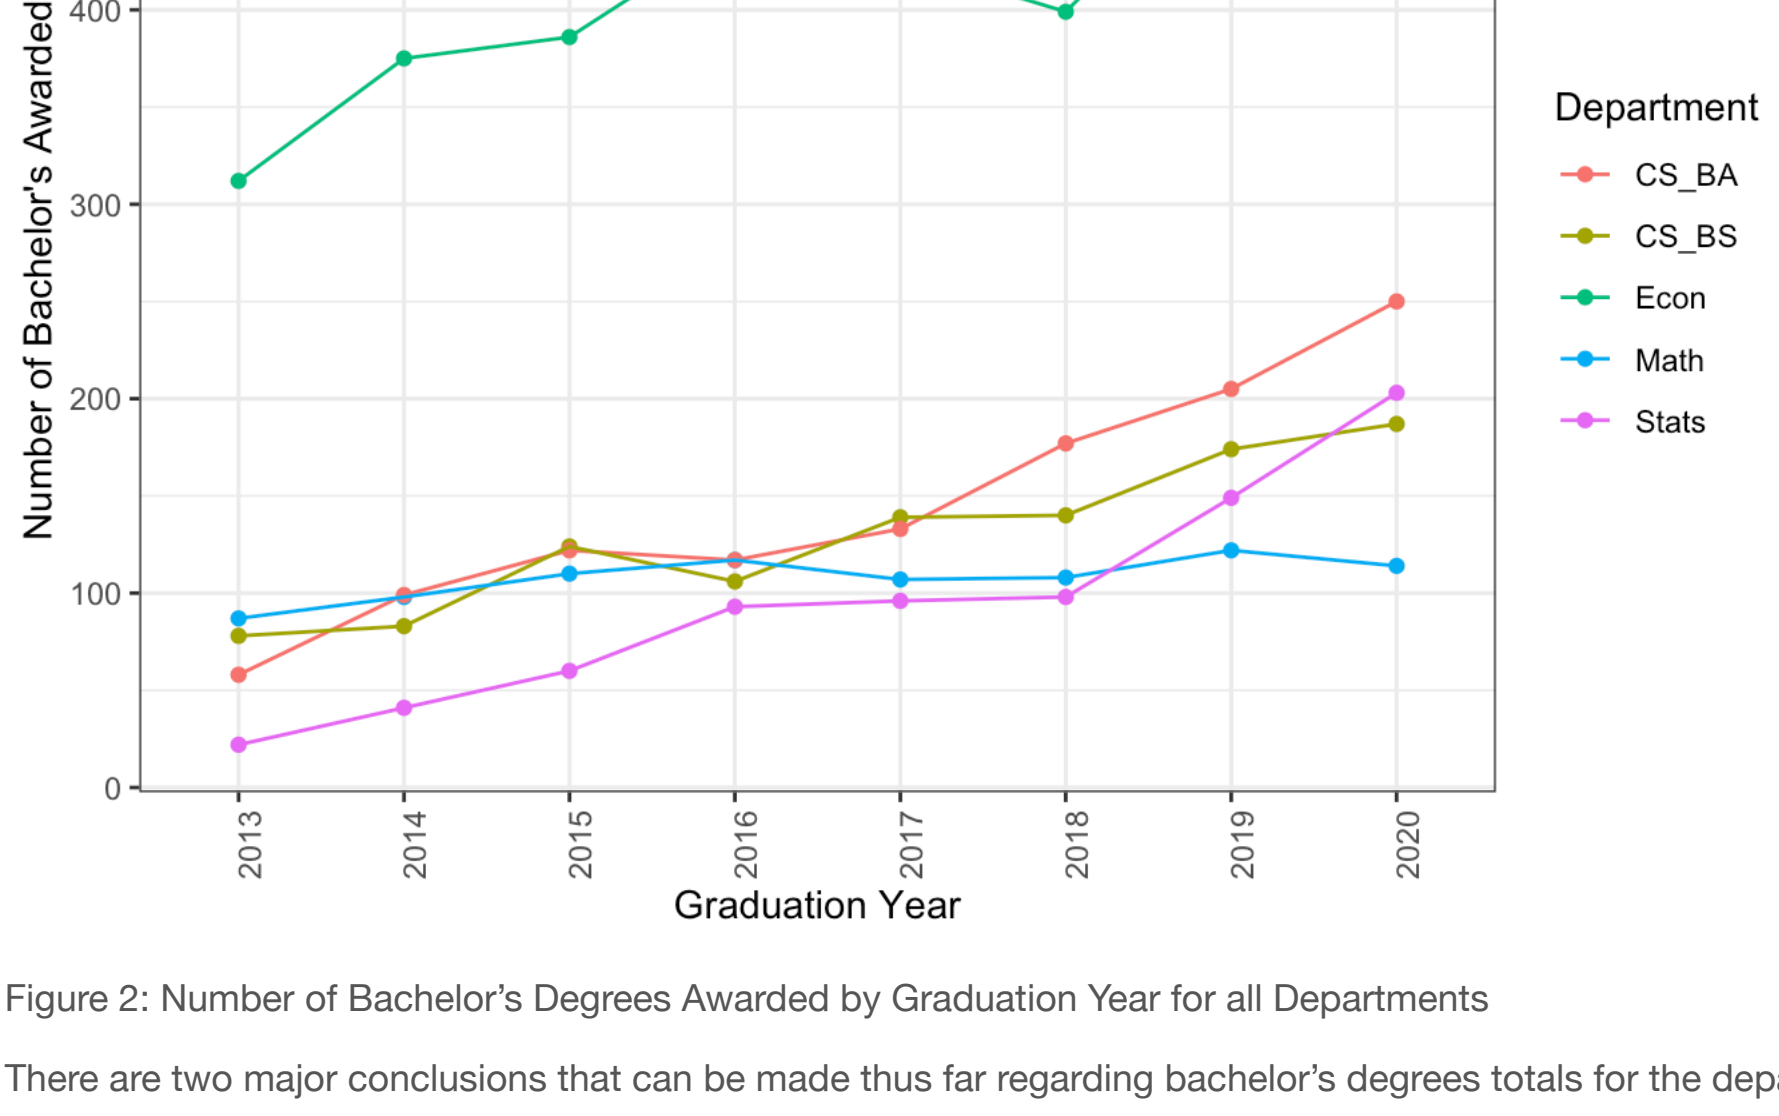 Number of Bachelor's Awarded
400
300
200
100
0
2013
2014
2015
2016
2017
2018
2019
2020
Graduation Year
Department
CS_BA
CS_BS
Econ
Math
Stats
Figure 2: Number of Bachelor’s Degrees Awarded by Graduation Year for all Departments
There are two major conclusions that can be made thus far regarding bachelor’s degrees totals for the